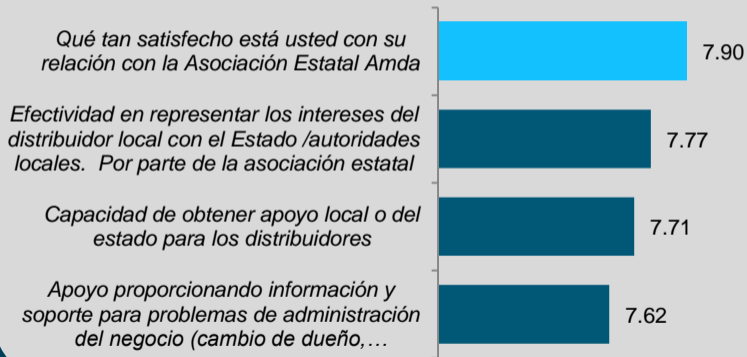 Qué tan satisfecho está usted con su
relación con la Asociación Estatal Amda
7.90
Efectividad en representar los intereses del
distribuidor local con el Estado /autoridades
locales.  Por parte de la asociación estatal
7.77
Capacidad de obtener apoyo local o del
estado para los distribuidores
7.71
Apoyo proporcionando información y
soporte para problemas de administración
del negocio (cambio de dueño,…
7.62